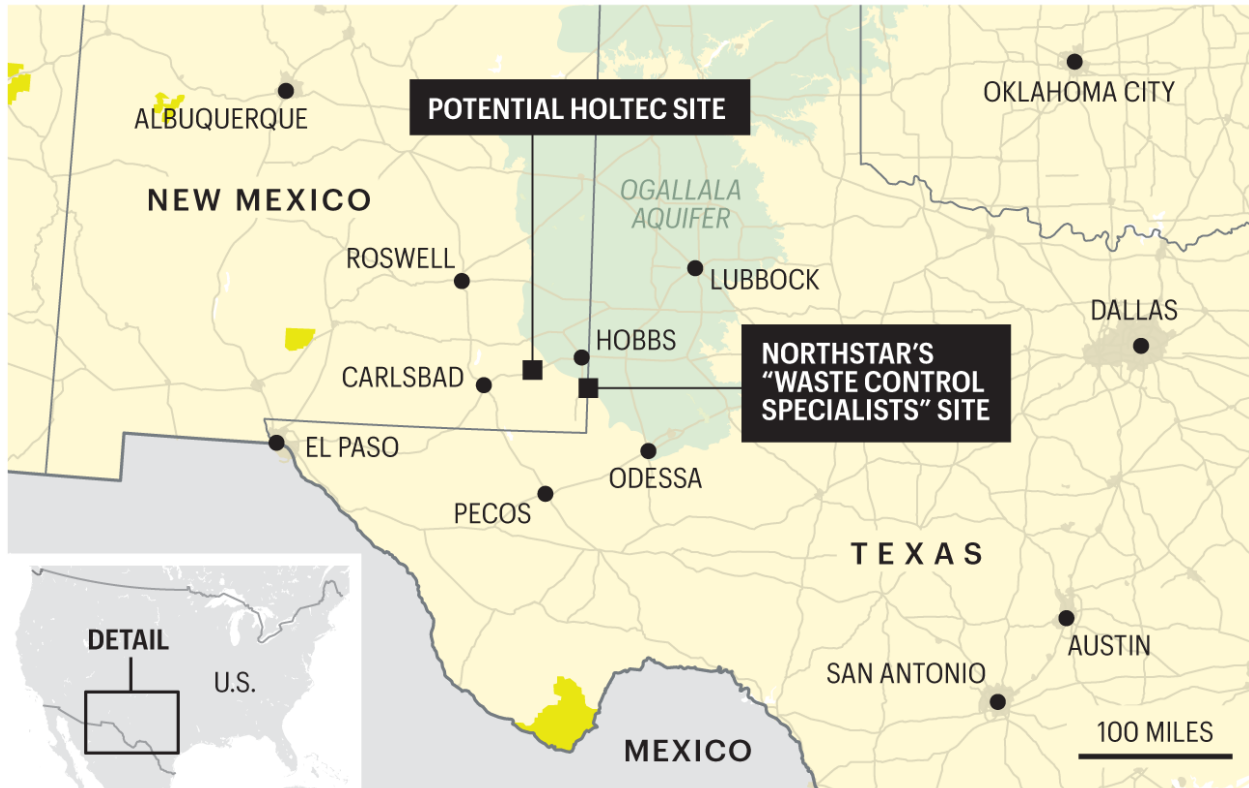 OKLAHOMA CITY
ALBUQUERQUE
POTENTIAL HOLTEC SITE
NEW MEXICO
OGALLALA
AQUIFER
ROSWELL
LUBBOCK
DALLAS
HOBBS
NORTHSTAR’S
“WASTE CONTROL
SPECIALISTS” SITE
CARLSBAD
EL PASO
ODESSA
PECOS
TEXAS
DETAIL
U.S.
AUSTIN
SAN ANTONIO
MEXICO
100 MILES